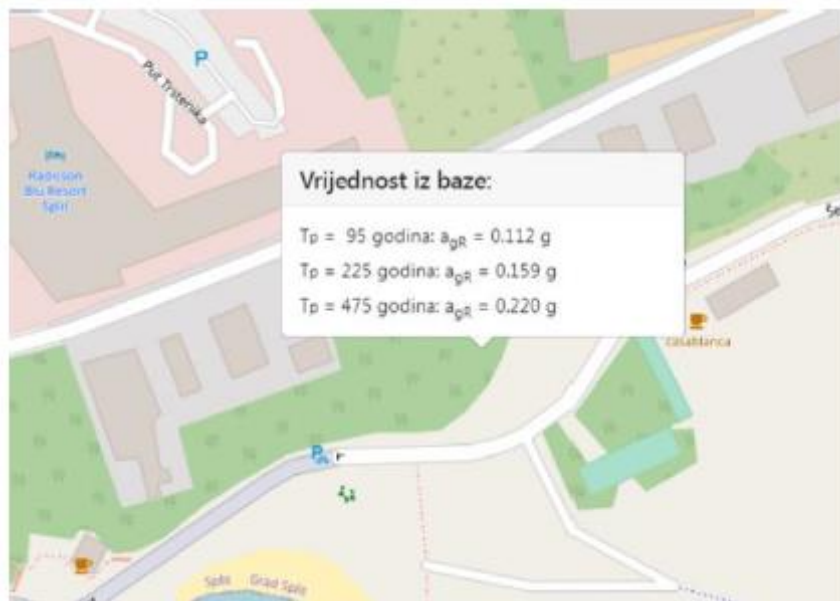 P
Put Trstenika
Radisson
Blu Resort
Split
Vrijednost iz baze:
Tp = 95 godina: agR = 0.112 g
Tp = 225 godina: agR = 0.159 g
Tp = 475 godina: agR = 0.220 g
Casablanca
P
Split Grad Split